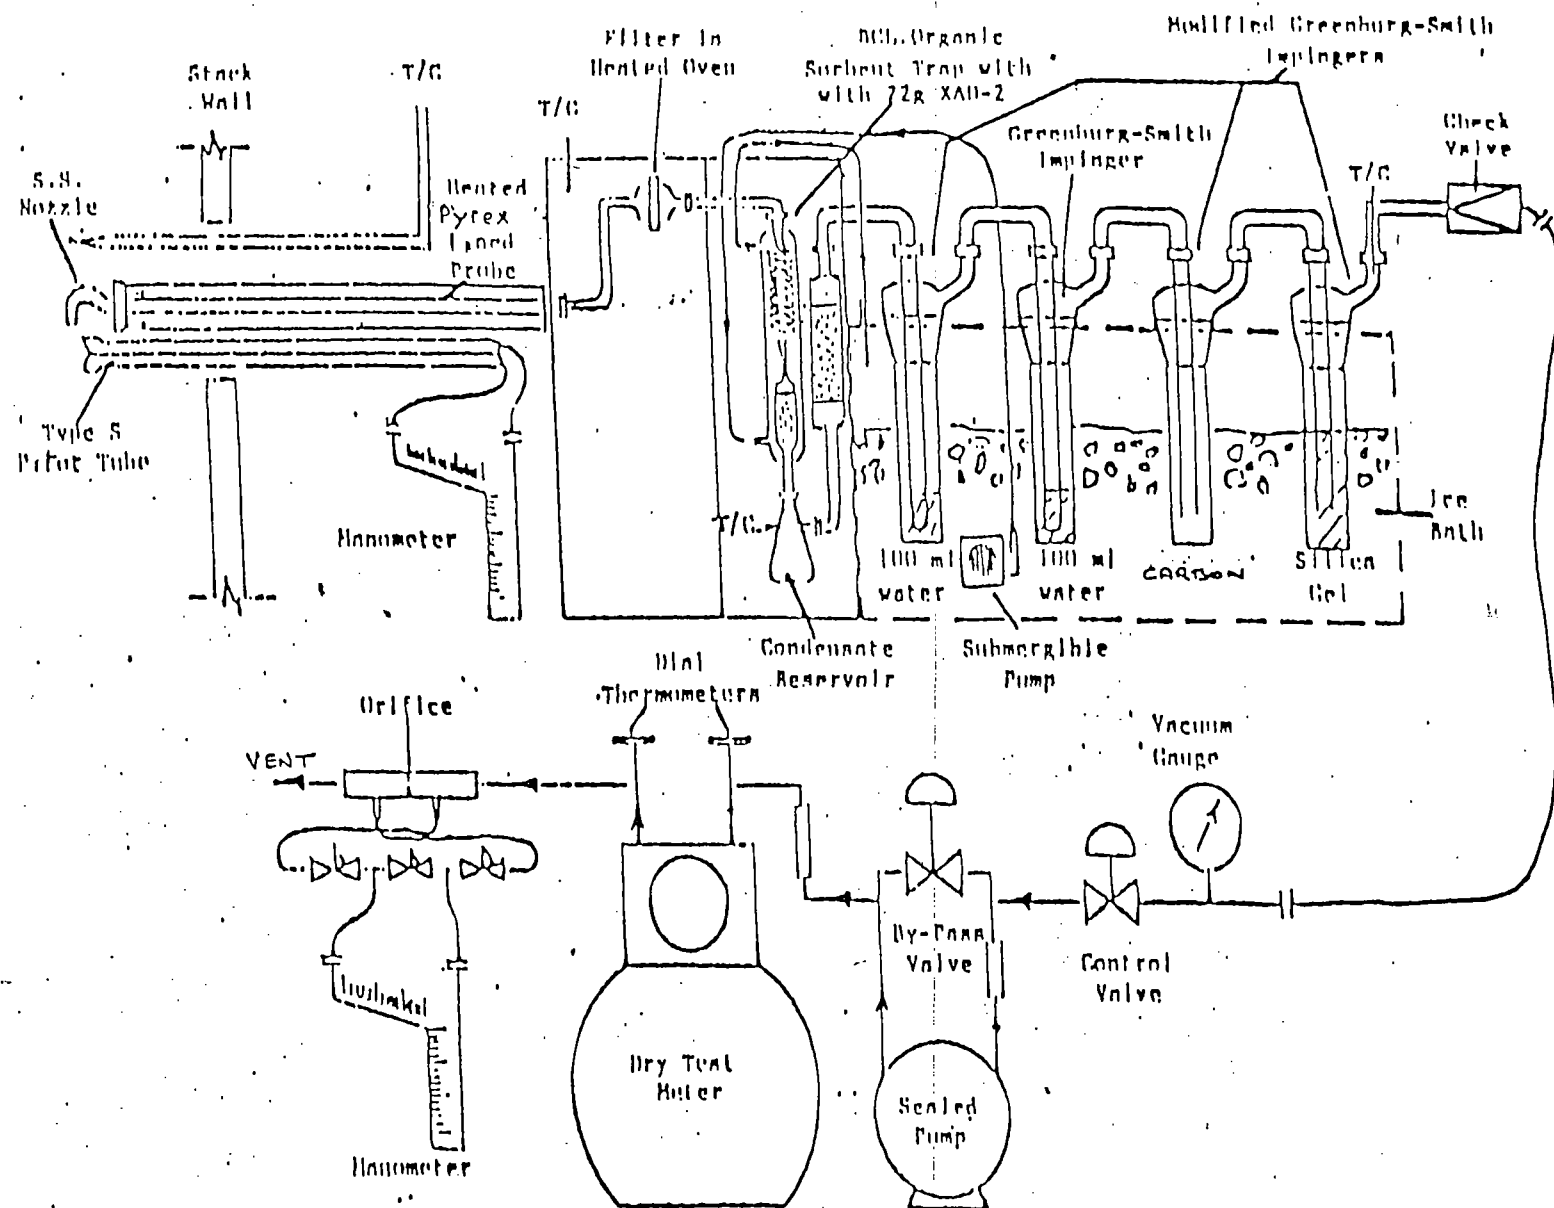 Stack
Wall
T/C
S.S.
Nozzle
Heated
Pyrex
Lined
Probe
Type S
Pitot Tube
Manometer
T/C
Filter In
Heated Oven
Organic
Sorbent Trap with
with 22g XAD-2
Greenburg-Smith
Impinger
Modified Greenburg-Smith
Impingers
T/C
Check
Valve
T/C
100 ml
water
100 ml
water
CARBON
Silica
Gel
Ice
Bath
Condensate
Reservoir
Submergible
Pump
Orifice
VENT
Dial
Thermometers
Vacuum
Gauge
By-Pass
Valve
Control
Valve
Dry Test
Meter
Sealed
Pump
Manometer